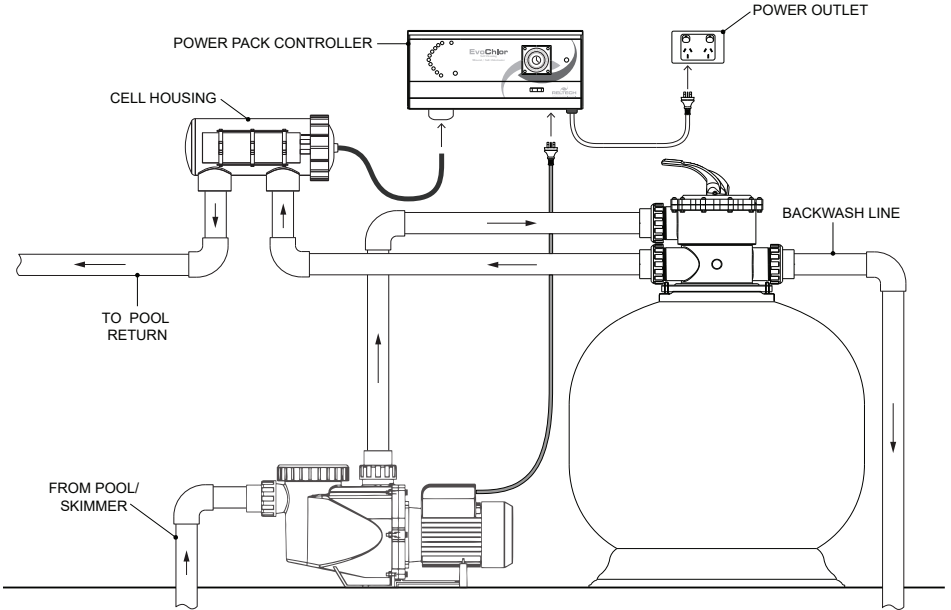 POWER OUTLET
POWER PACK CONTROLLER
EvoChlor
CELL HOUSING
BACKWASH LINE
TO POOL
RETURN
FROM POOL/
SKIMMER